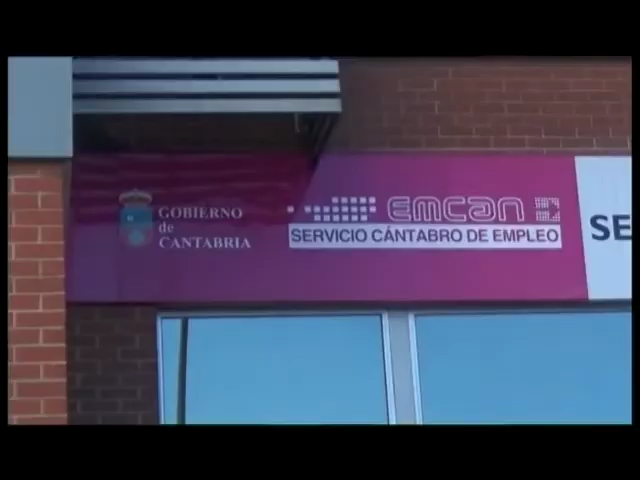 GOBIERNO
de
CANTABRIA
EMCAN
SERVICIO CÁNTABRO DE EMPLEO
SE